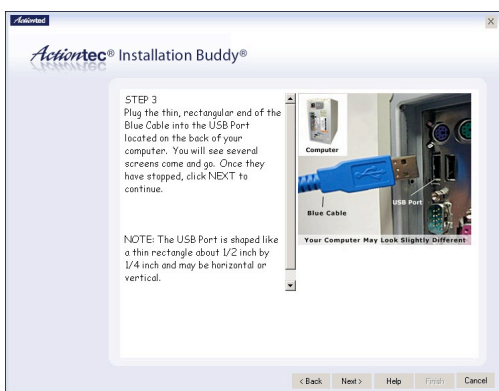 Actiontec
Actiontec® Installation Buddy®
STEP 3
Plug the thin, rectangular end of the
Blue Cable into the USB Port
located on the back of your
computer. You will see several
screens come and go. Once they
have stopped, click NEXT to
continue.
NOTE: The USB Port is shaped like
a thin rectangle about 1/2 inch by
1/4 inch and may be horizontal or
vertical.
Computer
USB Port
Blue Cable
Your Computer May Look Slightly Different
< Back
Next >
Help
Finish
Cancel